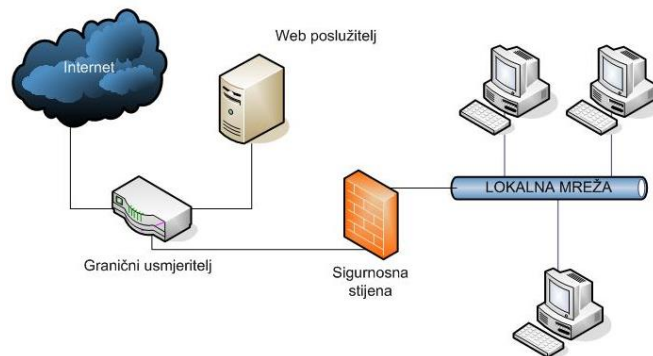 Web poslužitelj
Internet
LOKALNA MREŽA
Granični usmjeritelj
Sigurnosna
stijena